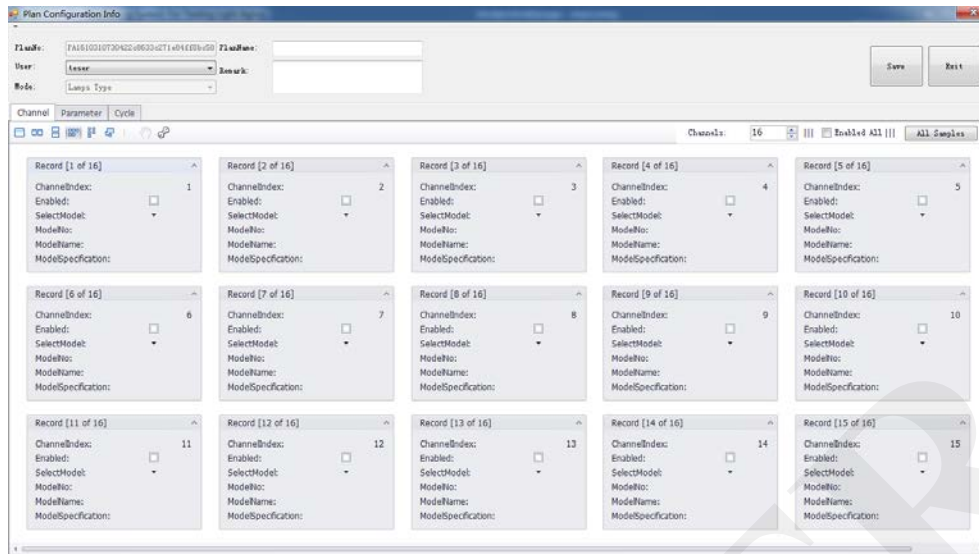 Plan Configuration Info
PlanNo: PlanName:
User: teser Remark:
Mode: Lamps Type
Save Exit
Channel Parameter Cycle
Channels: 16 Enabled All All Samples
Record [1 of 16] Record [2 of 16] Record [3 of 16] Record [4 of 16] Record [5 of 16]
ChannelIndex: 1 ChannelIndex: 2 ChannelIndex: 3 ChannelIndex: 4 ChannelIndex: 5
Enabled: Enabled: Enabled: Enabled: Enabled:
SelectModel: SelectModel: SelectModel: SelectModel: SelectModel:
ModelNo: ModelNo: ModelNo: ModelNo: ModelNo:
ModelName: ModelName: ModelName: ModelName: ModelName:
ModelSpecification: ModelSpecification: ModelSpecification: ModelSpecification: ModelSpecification:
Record [6 of 16] Record [7 of 16] Record [8 of 16] Record [9 of 16] Record [10 of 16]
ChannelIndex: 6 ChannelIndex: 7 ChannelIndex: 8 ChannelIndex: 9 ChannelIndex: 10
Enabled: Enabled: Enabled: Enabled: Enabled:
SelectModel: SelectModel: SelectModel: SelectModel: SelectModel:
ModelNo: ModelNo: ModelNo: ModelNo: ModelNo:
ModelName: ModelName: ModelName: ModelName: ModelName:
ModelSpecification: ModelSpecification: ModelSpecification: ModelSpecification: ModelSpecification:
Record [11 of 16] Record [12 of 16] Record [13 of 16] Record [14 of 16] Record [15 of 16]
ChannelIndex: 11 ChannelIndex: 12 ChannelIndex: 13 ChannelIndex: 14 ChannelIndex: 15
Enabled: Enabled: Enabled: Enabled: Enabled:
SelectModel: SelectModel: SelectModel: SelectModel: SelectModel:
ModelNo: ModelNo: ModelNo: ModelNo: ModelNo:
ModelName: ModelName: ModelName: ModelName: ModelName:
ModelSpecification: ModelSpecification: ModelSpecification: ModelSpecification: ModelSpecification: